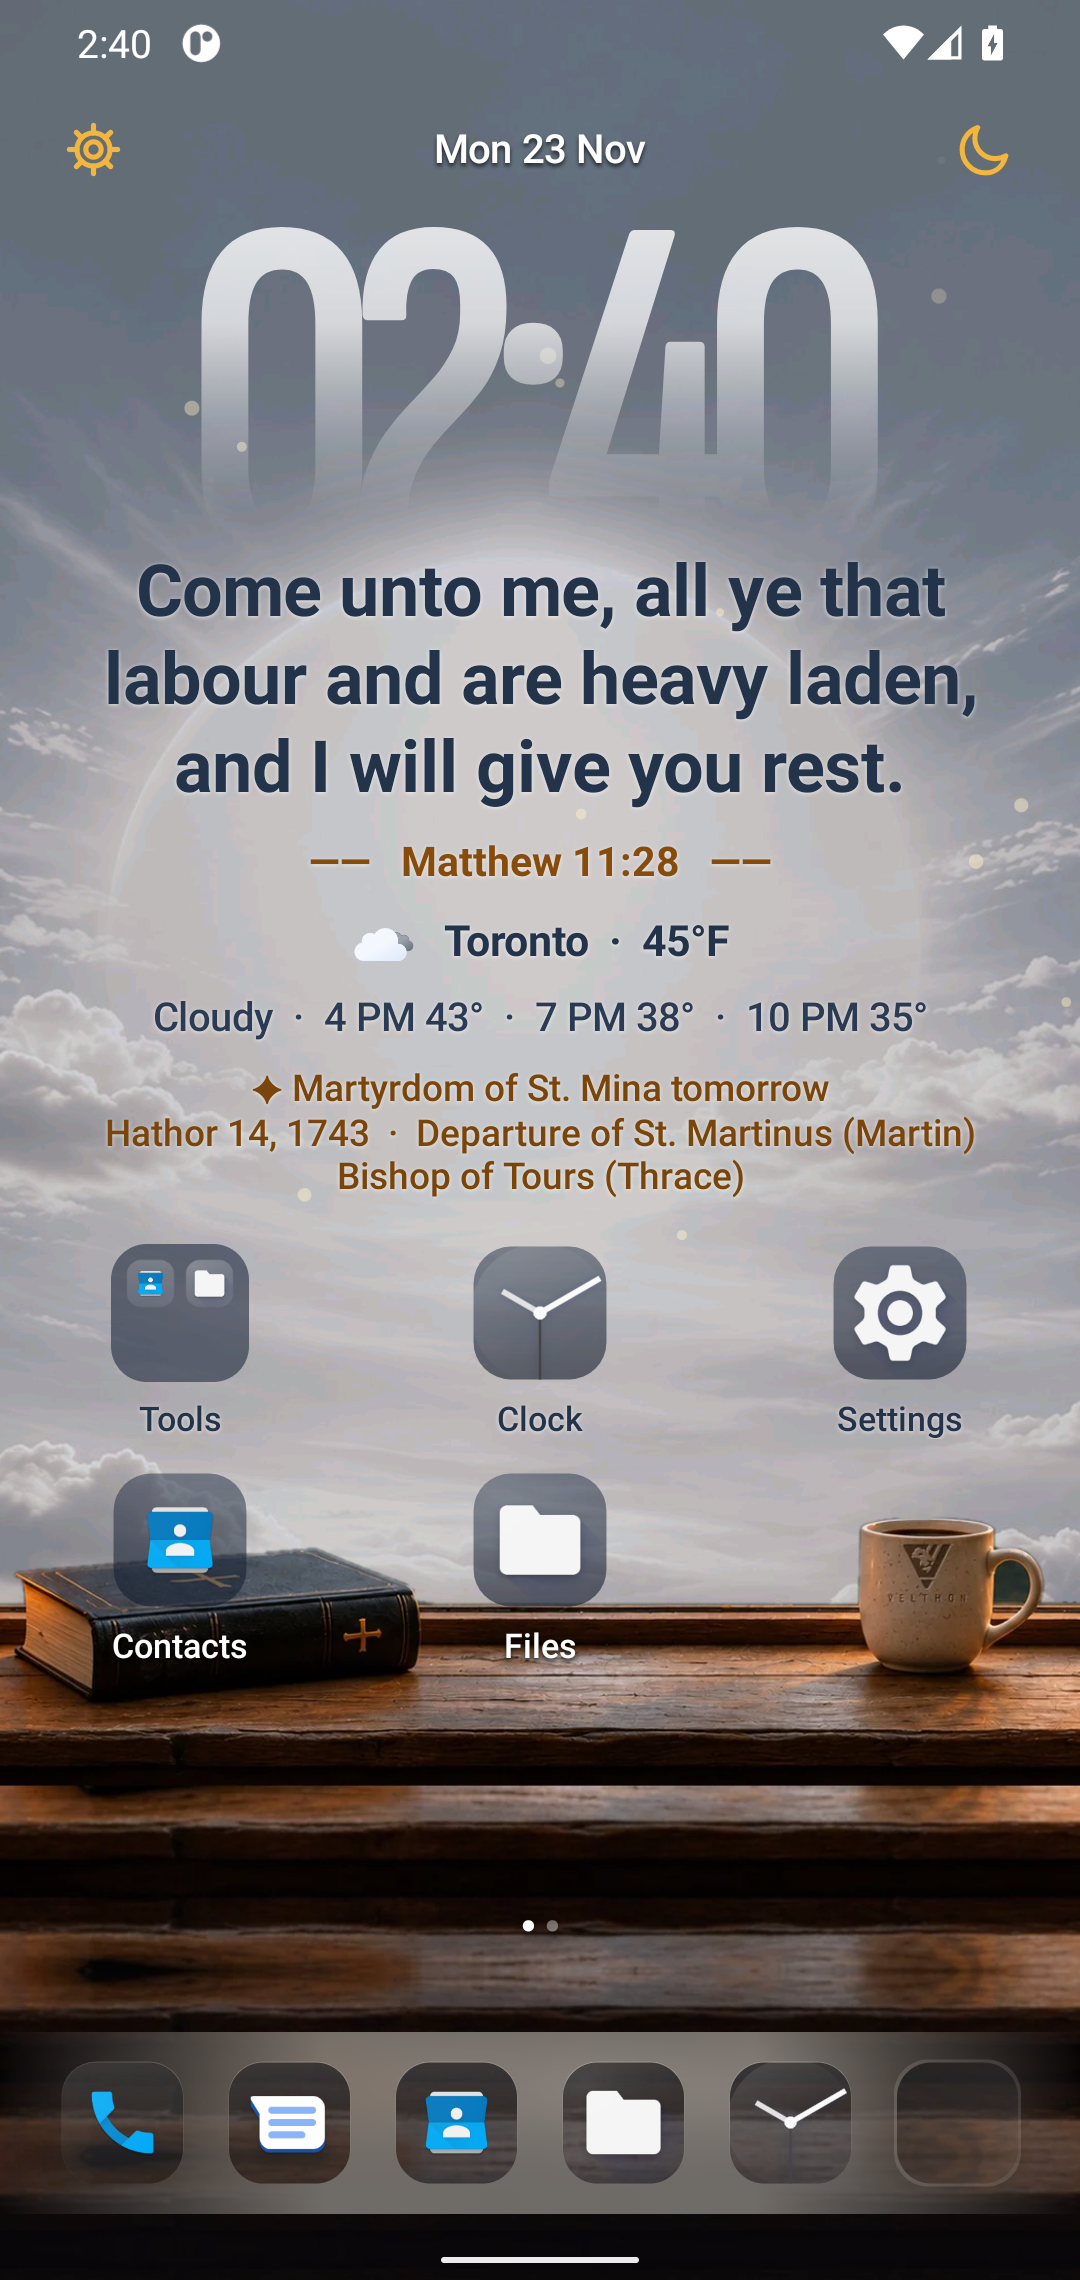 2:40
Mon 23 Nov
02:40
Come unto me, all ye that
labour and are heavy laden,
and I will give you rest.
—— Matthew 11:28 ——
Toronto · 45°F
Cloudy · 4 PM 43° · 7 PM 38° · 10 PM 35°
✦ Martyrdom of St. Mina tomorrow
Hathor 14, 1743 · Departure of St. Martinus (Martin)
Bishop of Tours (Thrace)
Tools
Clock
Settings
VELTHON
Contacts
Files